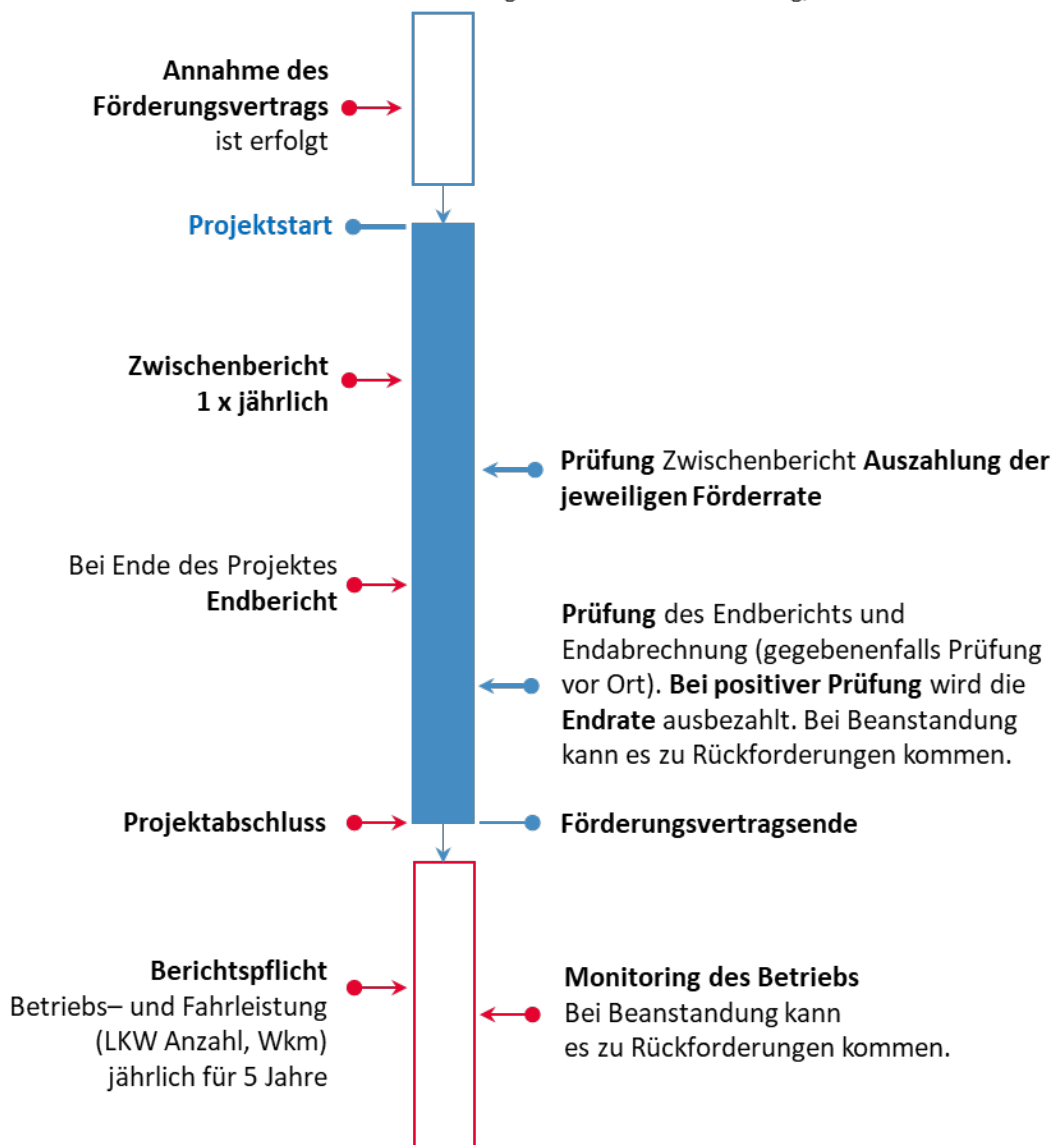 Annahme des
Förderungsvertrags
ist erfolgt
Projektstart
Zwischenbericht
1 x jährlich
Prüfung Zwischenbericht Auszahlung der
jeweiligen Förderrate
Bei Ende des Projektes
Endbericht
Prüfung des Endberichts und
Endabrechnung (gegebenenfalls Prüfung
vor Ort). Bei positiver Prüfung wird die
Endrate ausbezahlt. Bei Beanstandung
kann es zu Rückforderungen kommen.
Projektabschluss
Förderungsvertragsende
Berichtspflicht
Betriebs– und Fahrleistung
(LKW Anzahl, Wkm)
jährlich für 5 Jahre
Monitoring des Betriebs
Bei Beanstandung kann
es zu Rückforderungen kommen.